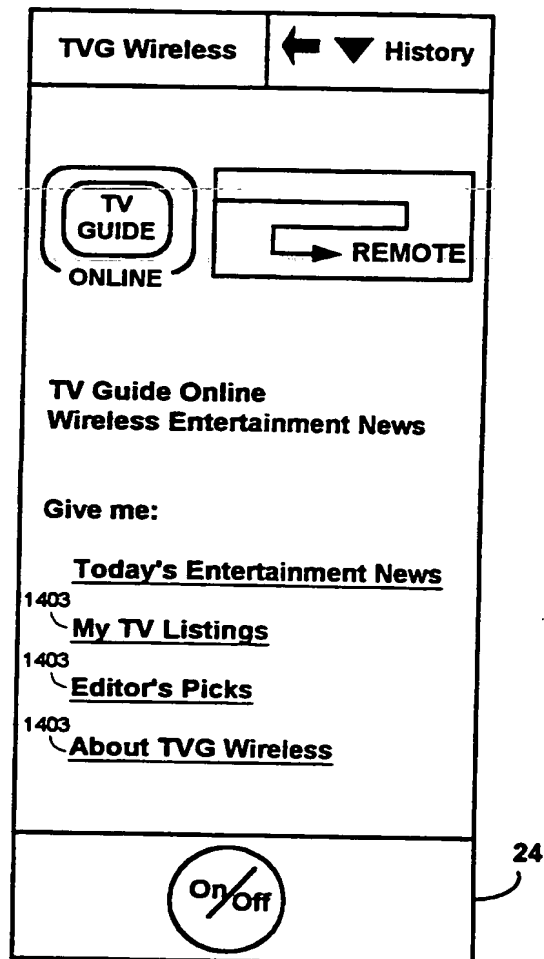 TVG Wireless
History
TV
GUIDE
ONLINE
REMOTE
TV Guide Online
Wireless Entertainment News
Give me:
Today's Entertainment News
1403
My TV Listings
1403
Editor's Picks
1403
About TVG Wireless
On/Off
24